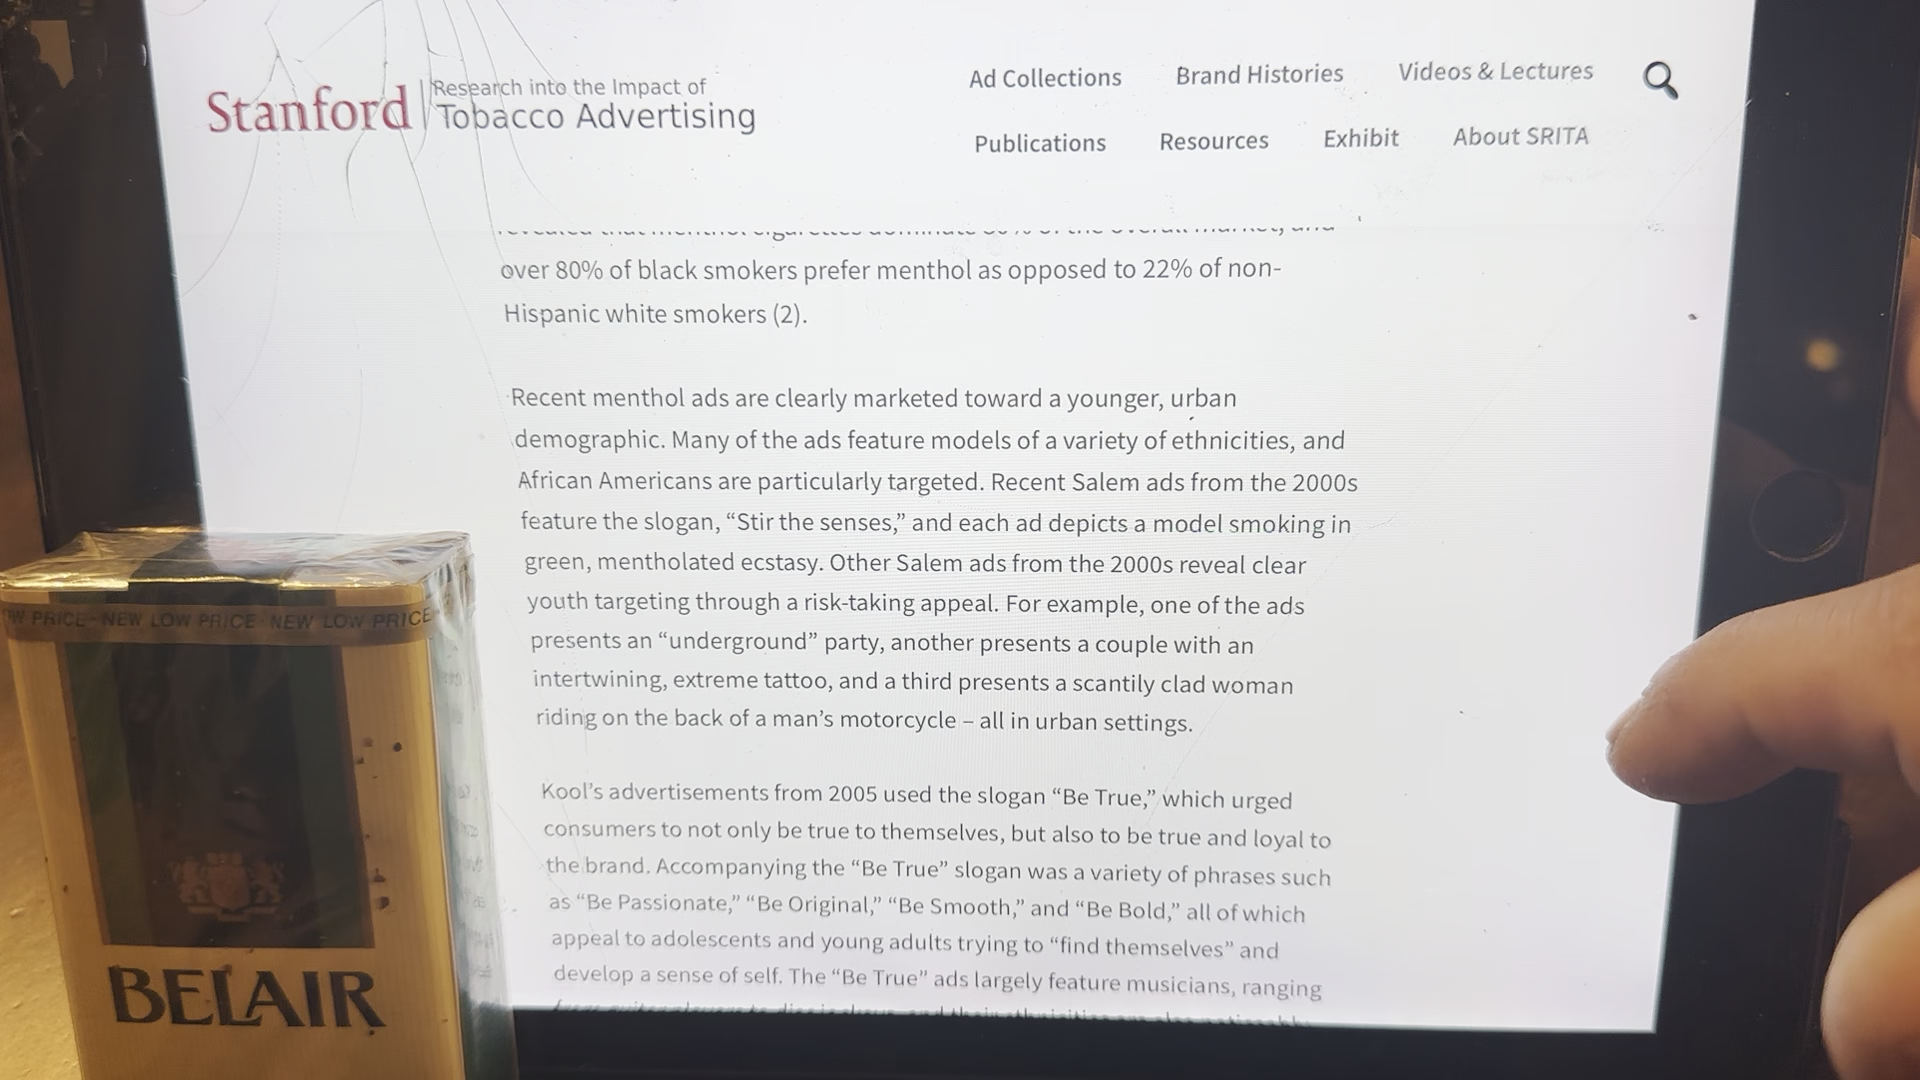 Stanford
Research into the Impact of
Tobacco Advertising
Ad Collections
Brand Histories
Videos & Lectures
Publications
Resources
Exhibit
About SRITA
revealed that menthol cigarettes dominate of the overall market, and
over 80% of black smokers prefer menthol as opposed to 22% of non-
Hispanic white smokers (2).
Recent menthol ads are clearly marketed toward a younger, urban
demographic. Many of the ads feature models of a variety of ethnicities, and
African Americans are particularly targeted. Recent Salem ads from the 2000s
feature the slogan, “Stir the senses,” and each ad depicts a model smoking in
green, mentholated ecstasy. Other Salem ads from the 2000s reveal clear
youth targeting through a risk-taking appeal. For example, one of the ads
presents an “underground” party, another presents a couple with an
intertwining, extreme tattoo, and a third presents a scantily clad woman
riding on the back of a man’s motorcycle – all in urban settings.
Kool’s advertisements from 2005 used the slogan “Be True,” which urged
consumers to not only be true to themselves, but also to be true and loyal to
the brand. Accompanying the “Be True” slogan was a variety of phrases such
as “Be Passionate,” “Be Original,” “Be Smooth,” and “Be Bold,” all of which
appeal to adolescents and young adults trying to “find themselves” and
develop a sense of self. The “Be True” ads largely feature musicians, ranging
W PRICE - NEW LOW PRICE · NEW LOW PRICE
BELAIR